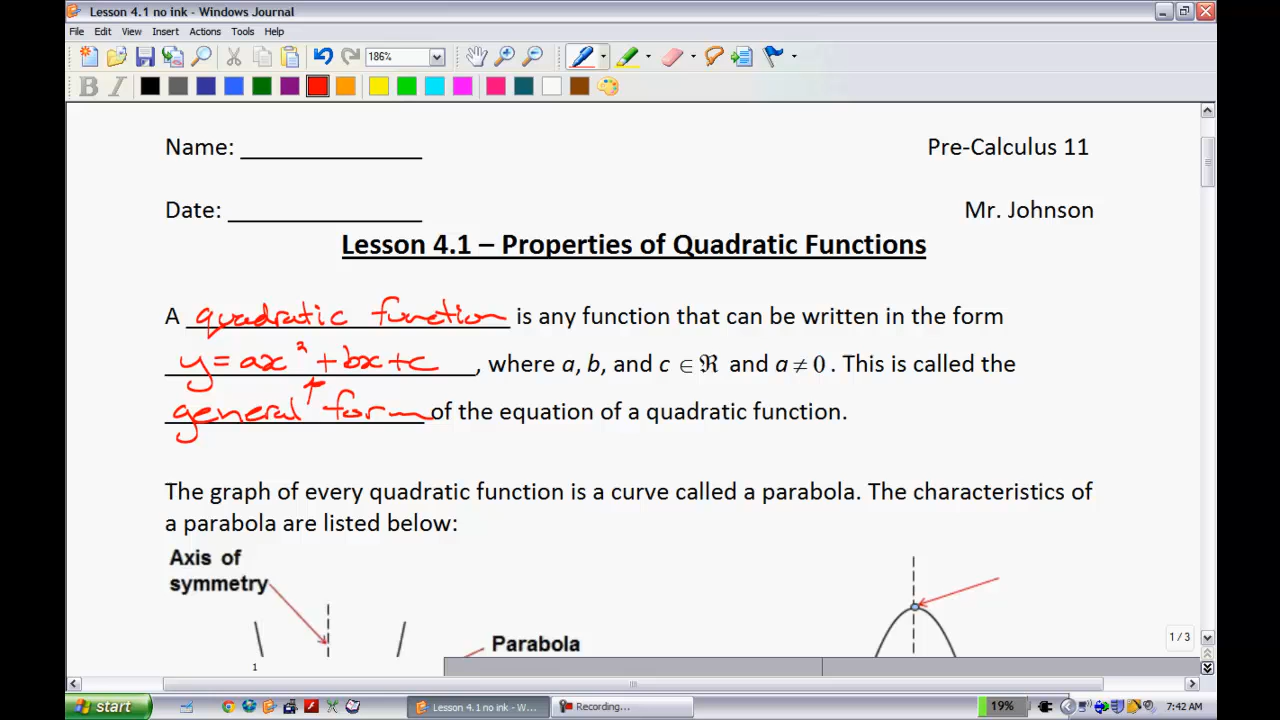 Lesson 4.1 no ink - Windows Journal
File Edit View Insert Actions Tools Help
186%
B I
Name: ____________ Pre-Calculus 11
Date: ____________ Mr. Johnson
Lesson 4.1 – Properties of Quadratic Functions
A quadratic function is any function that can be written in the form
y = ax² + bx + c, where a, b, and c ∈ ℜ and a ≠ 0. This is called the
general form of the equation of a quadratic function.
The graph of every quadratic function is a curve called a parabola. The characteristics of
a parabola are listed below:
Axis of
symmetry
Parabola
1
1 / 3
start Lesson 4.1 no ink - W... Recording... 19% 7:42 AM